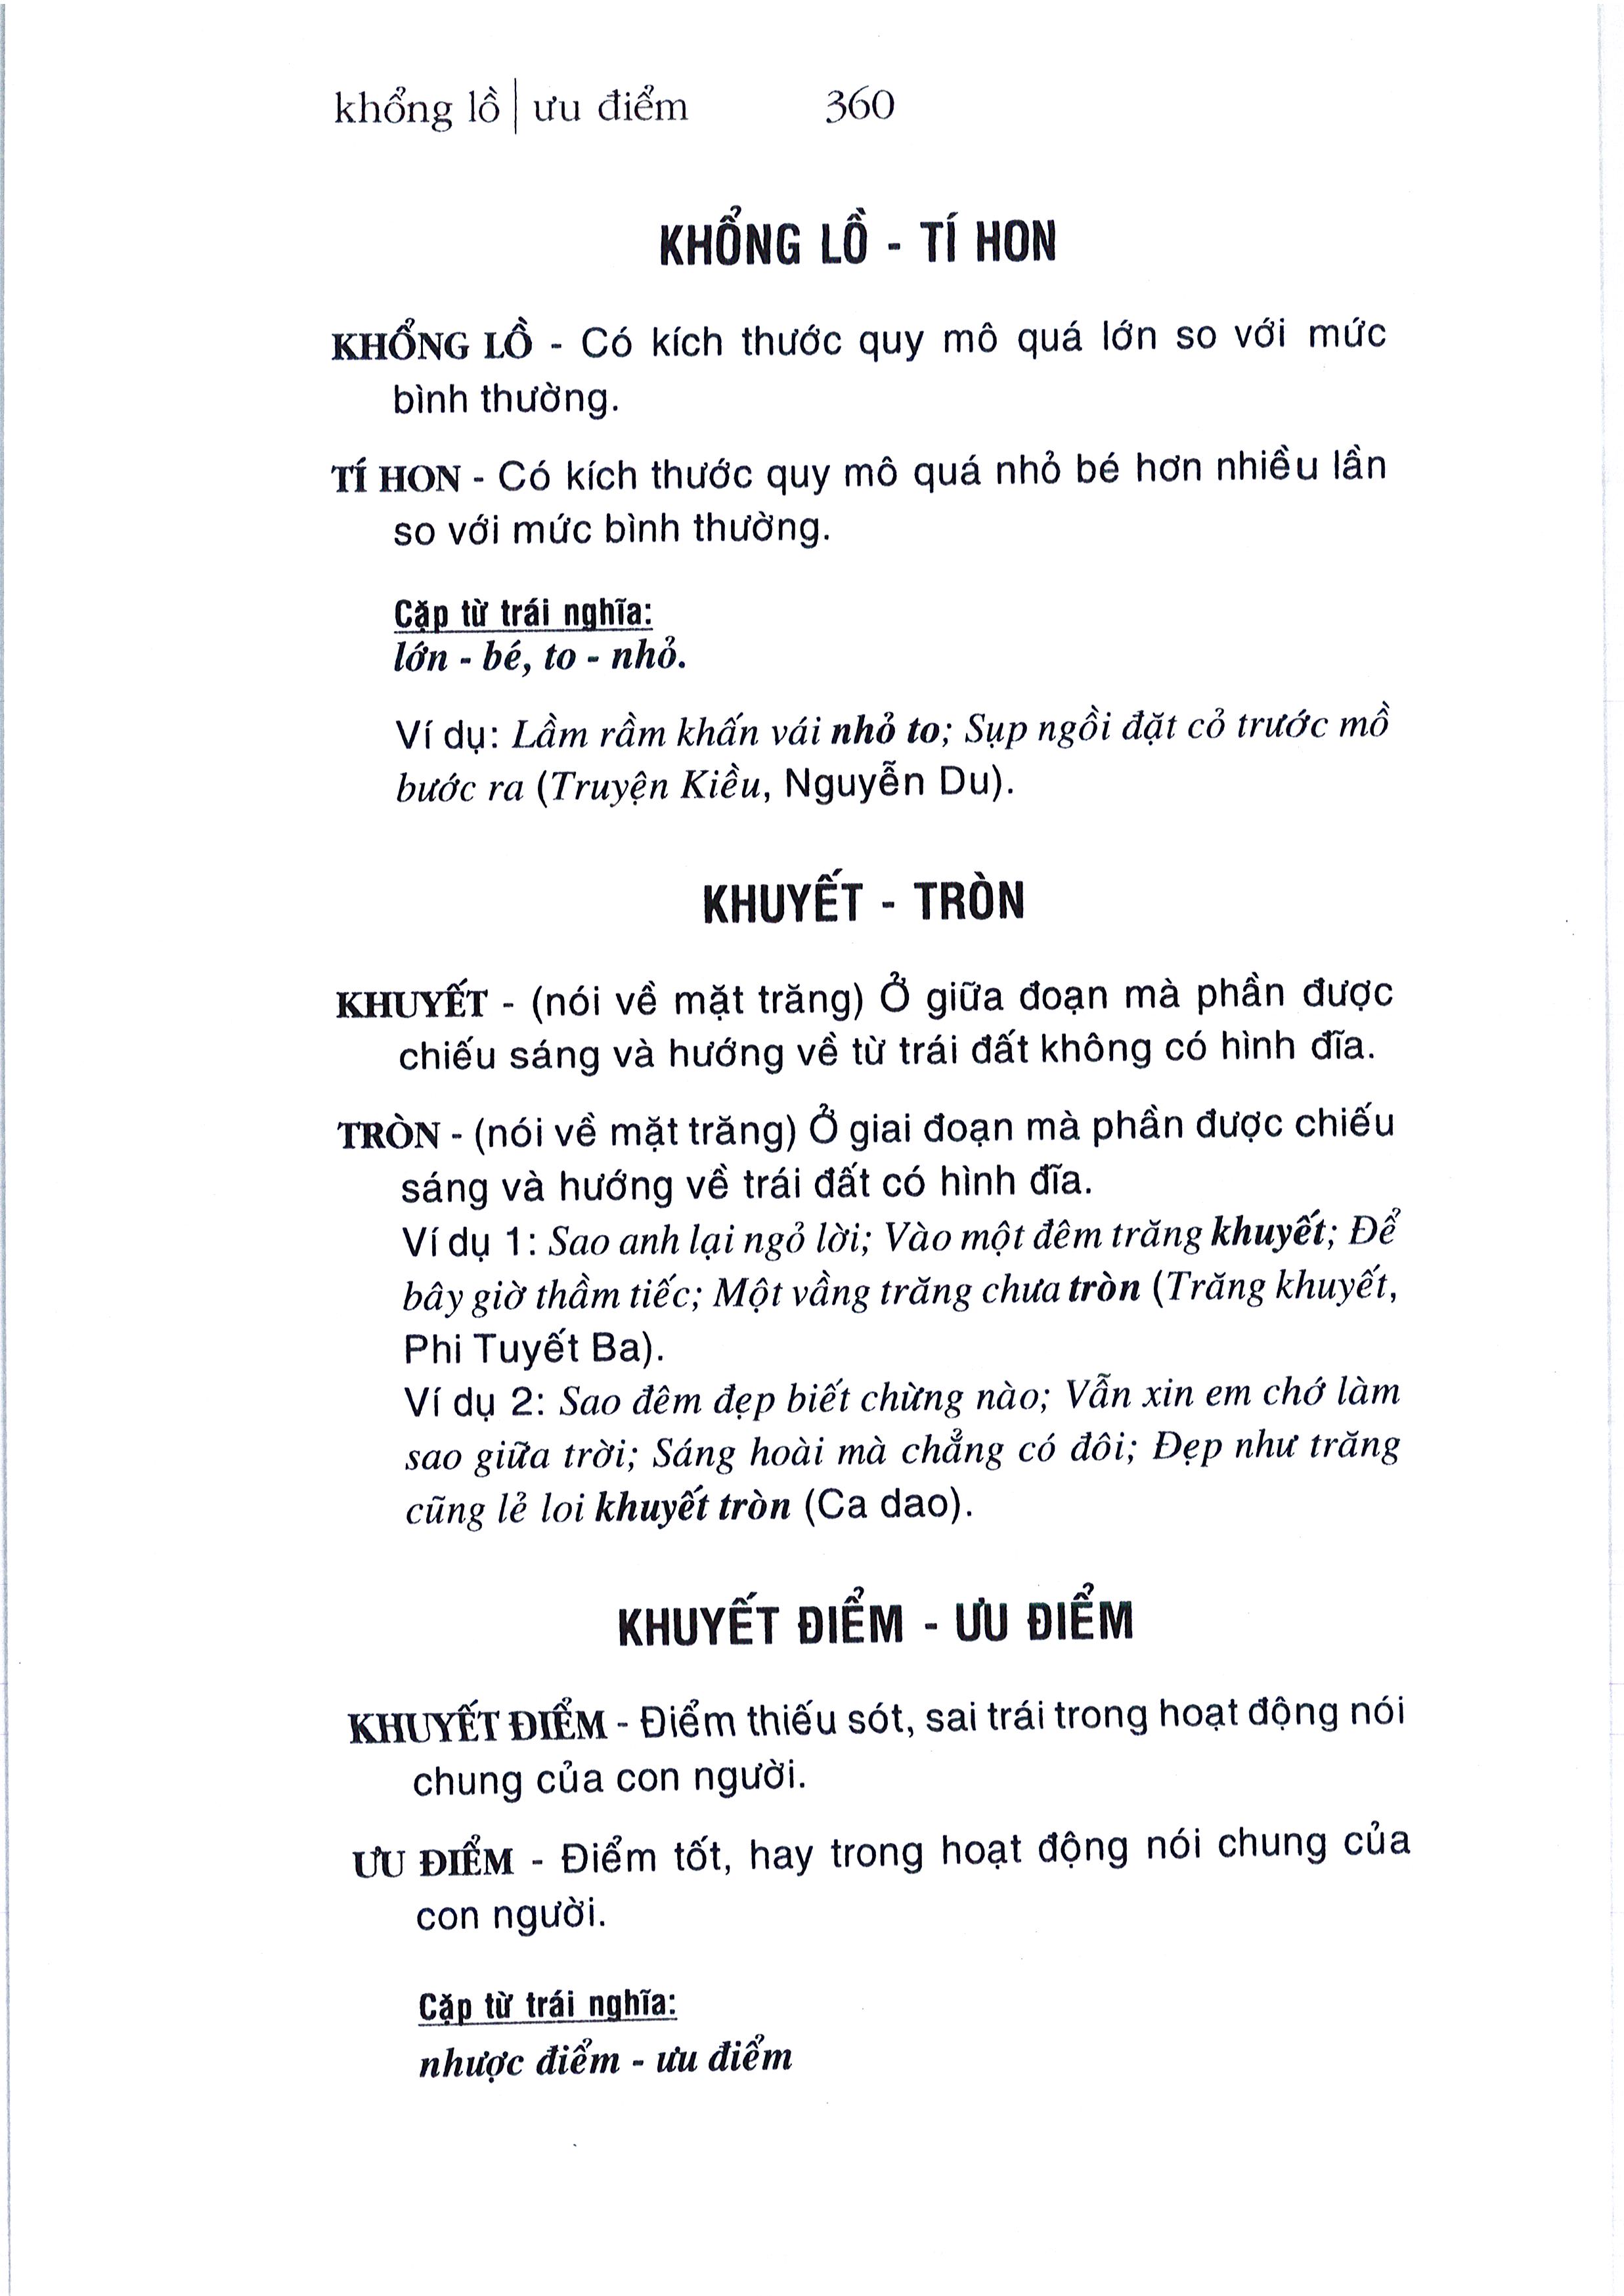 khổng lồ | ưu điểm 360
KHỔNG LỒ - TÍ HON
KHỔNG LỒ - Có kích thước quy mô quá lớn so với mức
bình thường.
TÍ HON - Có kích thước quy mô quá nhỏ bé hơn nhiều lần
so với mức bình thường.
Cặp từ trái nghĩa:
lớn - bé, to - nhỏ.
Ví dụ: Lầm rầm khấn vái nhỏ to; Sụp ngồi đặt cỏ trước mồ
bước ra (Truyện Kiều, Nguyễn Du).
KHUYẾT - TRÒN
KHUYẾT - (nói về mặt trăng) Ở giữa đoạn mà phần được
chiếu sáng và hướng về từ trái đất không có hình đĩa.
TRÒN - (nói về mặt trăng) Ở giai đoạn mà phần được chiếu
sáng và hướng về trái đất có hình đĩa.
Ví dụ 1: Sao anh lại ngỏ lời; Vào một đêm trăng khuyết; Để
bây giờ thầm tiếc; Một vầng trăng chưa tròn (Trăng khuyết,
Phi Tuyết Ba).
Ví dụ 2: Sao đêm đẹp biết chừng nào; Vẫn xin em chớ làm
sao giữa trời; Sáng hoài mà chẳng có đôi; Đẹp như trăng
cũng lẻ loi khuyết tròn (Ca dao).
KHUYẾT ĐIỂM - ƯU ĐIỂM
KHUYẾT ĐIỂM - Điểm thiếu sót, sai trái trong hoạt động nói
chung của con người.
ƯU ĐIỂM - Điểm tốt, hay trong hoạt động nói chung của
con người.
Cặp từ trái nghĩa:
nhược điểm - ưu điểm